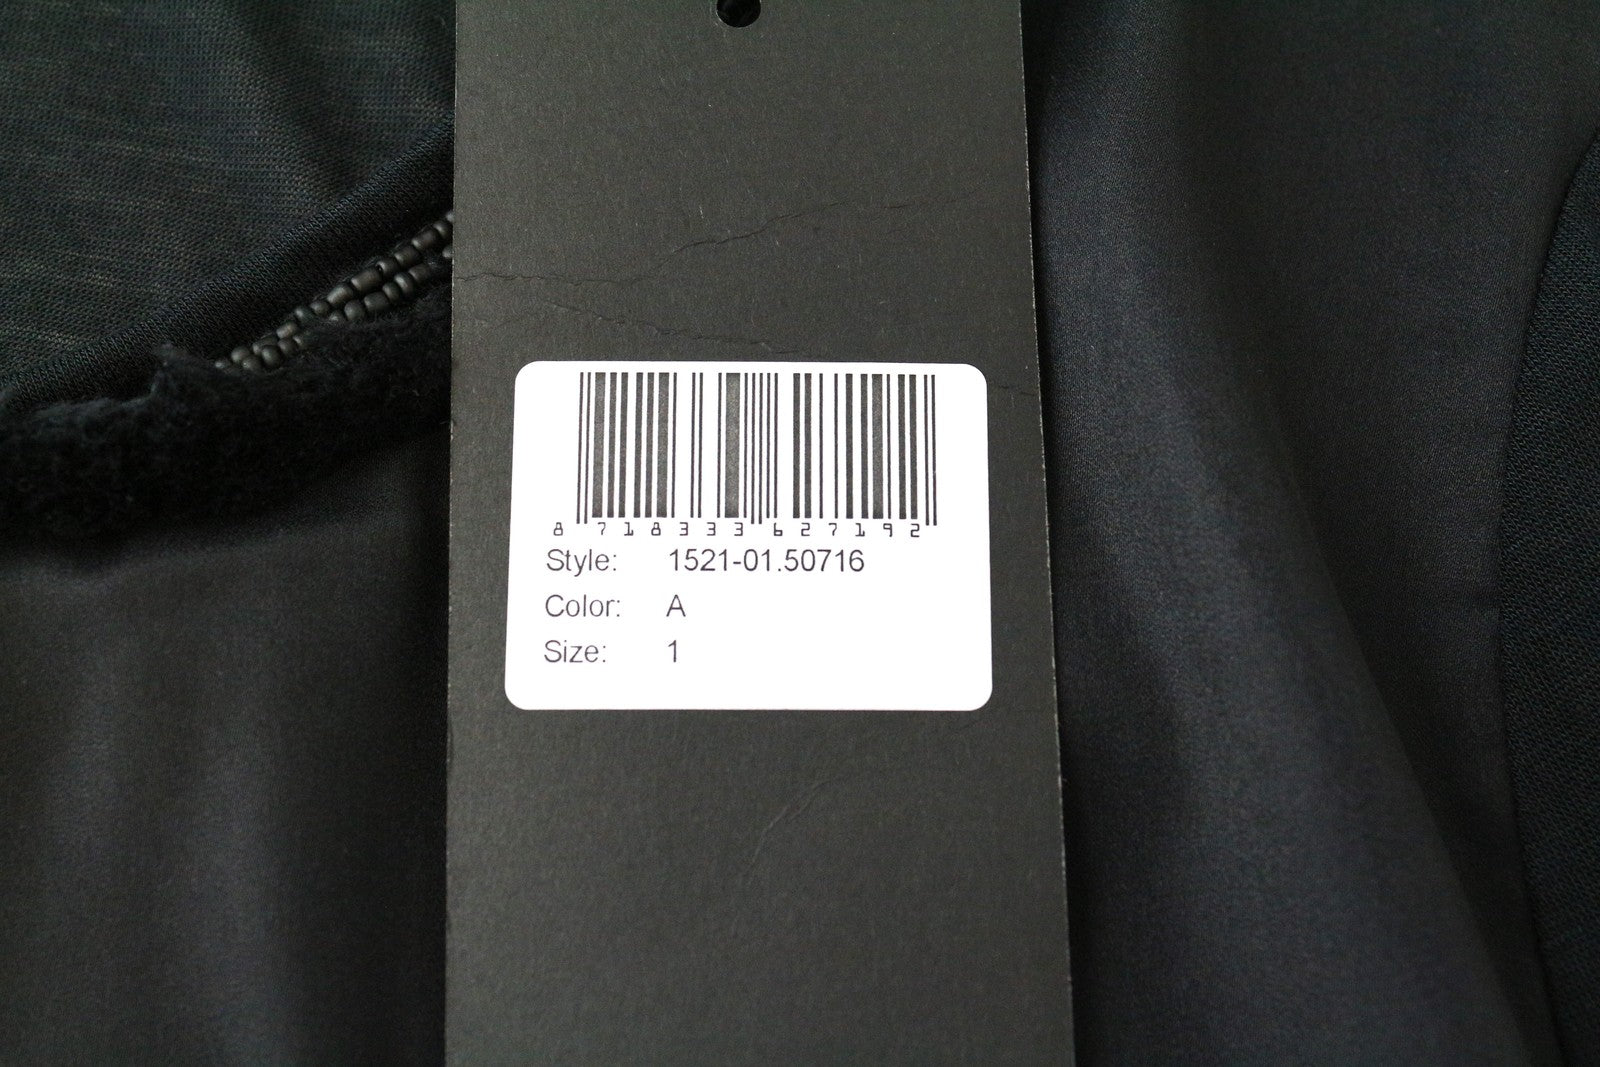 8 718333 627192
Style: 1521-01.50716
Color: A
Size: 1